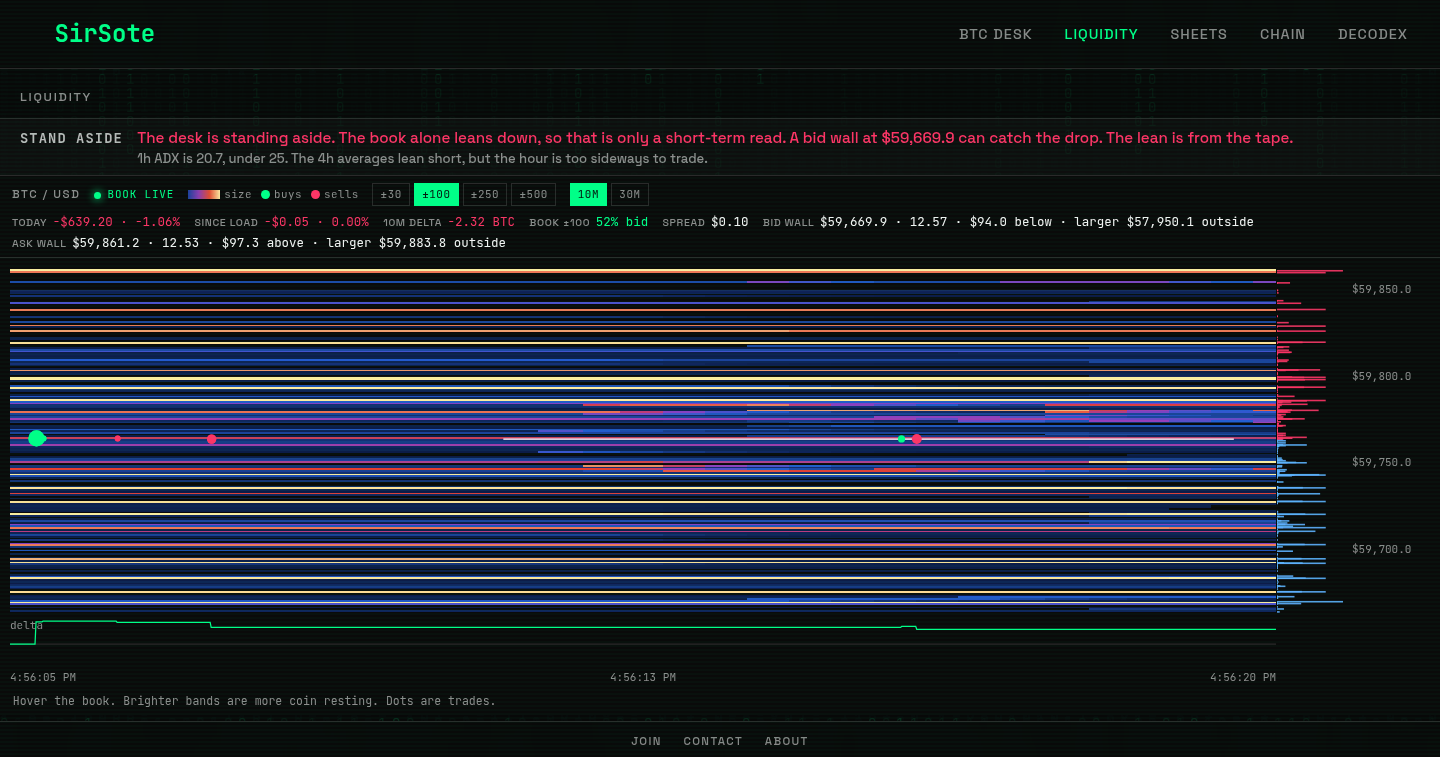 SirSote
BTC DESK LIQUIDITY SHEETS CHAIN DECODEX
LIQUIDITY
STAND ASIDE The desk is standing aside. The book alone leans down, so that is only a short-term read. A bid wall at $59,669.9 can catch the drop. The lean is from the tape.
1h ADX is 20.7, under 25. The 4h averages lean short, but the hour is too sideways to trade.
BTC / USD BOOK LIVE size buys sells ±30 ±100 ±250 ±500 10M 30M
TODAY -$639.20 · -1.06% SINCE LOAD -$0.05 · 0.00% 10M DELTA -2.32 BTC BOOK ±100 52% bid SPREAD $0.10 BID WALL $59,669.9 · 12.57 · $94.0 below · larger $57,950.1 outside
ASK WALL $59,861.2 · 12.53 · $97.3 above · larger $59,883.8 outside
$59,850.0
$59,800.0
$59,750.0
$59,700.0
delta
4:56:05 PM 4:56:13 PM 4:56:20 PM
Hover the book. Brighter bands are more coin resting. Dots are trades.
JOIN CONTACT ABOUT